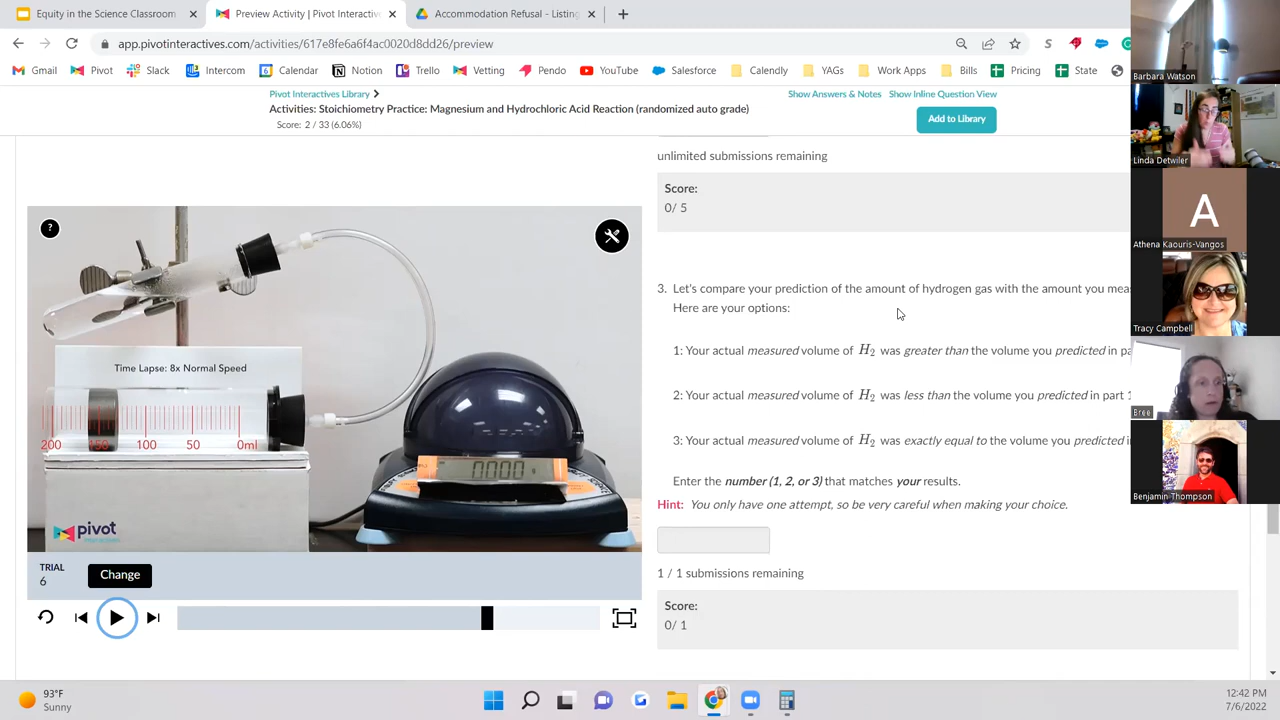 Equity in the Science Classroom
Preview Activity | Pivot Interactiv
Accommodation Refusal - Listing
app.pivotinteractives.com/activities/617e8fe6a6f4ac0020d80d26/preview
Gmail
Pivot
Slack
Intercom
Calendar
Notion
Trello
Vetting
Pendo
YouTube
Salesforce
Calendly
YAGs
Work Apps
Bills
Pricing
State
Pivot Interactives Library
Show Answers & Notes
Show Inline Question View
Activities: Stoichiometry Practice: Magnesium and Hydrochloric Acid Reaction (randomized auto grade)
Score: 2 / 33 (6.06%)
Add to Library
unlimited submissions remaining
Score:
0/ 5
3. Let's compare your prediction of the amount of hydrogen gas with the amount you mea
Here are your options:
1: Your actual measured volume of H2 was greater than the volume you predicted in pa
2: Your actual measured volume of H2 was less than the volume you predicted in part 1
3: Your actual measured volume of H2 was exactly equal to the volume you predicted i
Enter the number (1, 2, or 3) that matches your results.
Hint: You only have one attempt, so be very careful when making your choice.
1 / 1 submissions remaining
Score:
0/ 1
?
Time Lapse: 8x Normal Speed
200 150 100 50 0ml
pivot
TRIAL
6
Change
Barbara Watson
Linda Detwiler
A
Athena Kaouris-Vangos
Tracy Campbell
Bree
Benjamin Thompson
93°F
Sunny
12:42 PM
7/6/2022